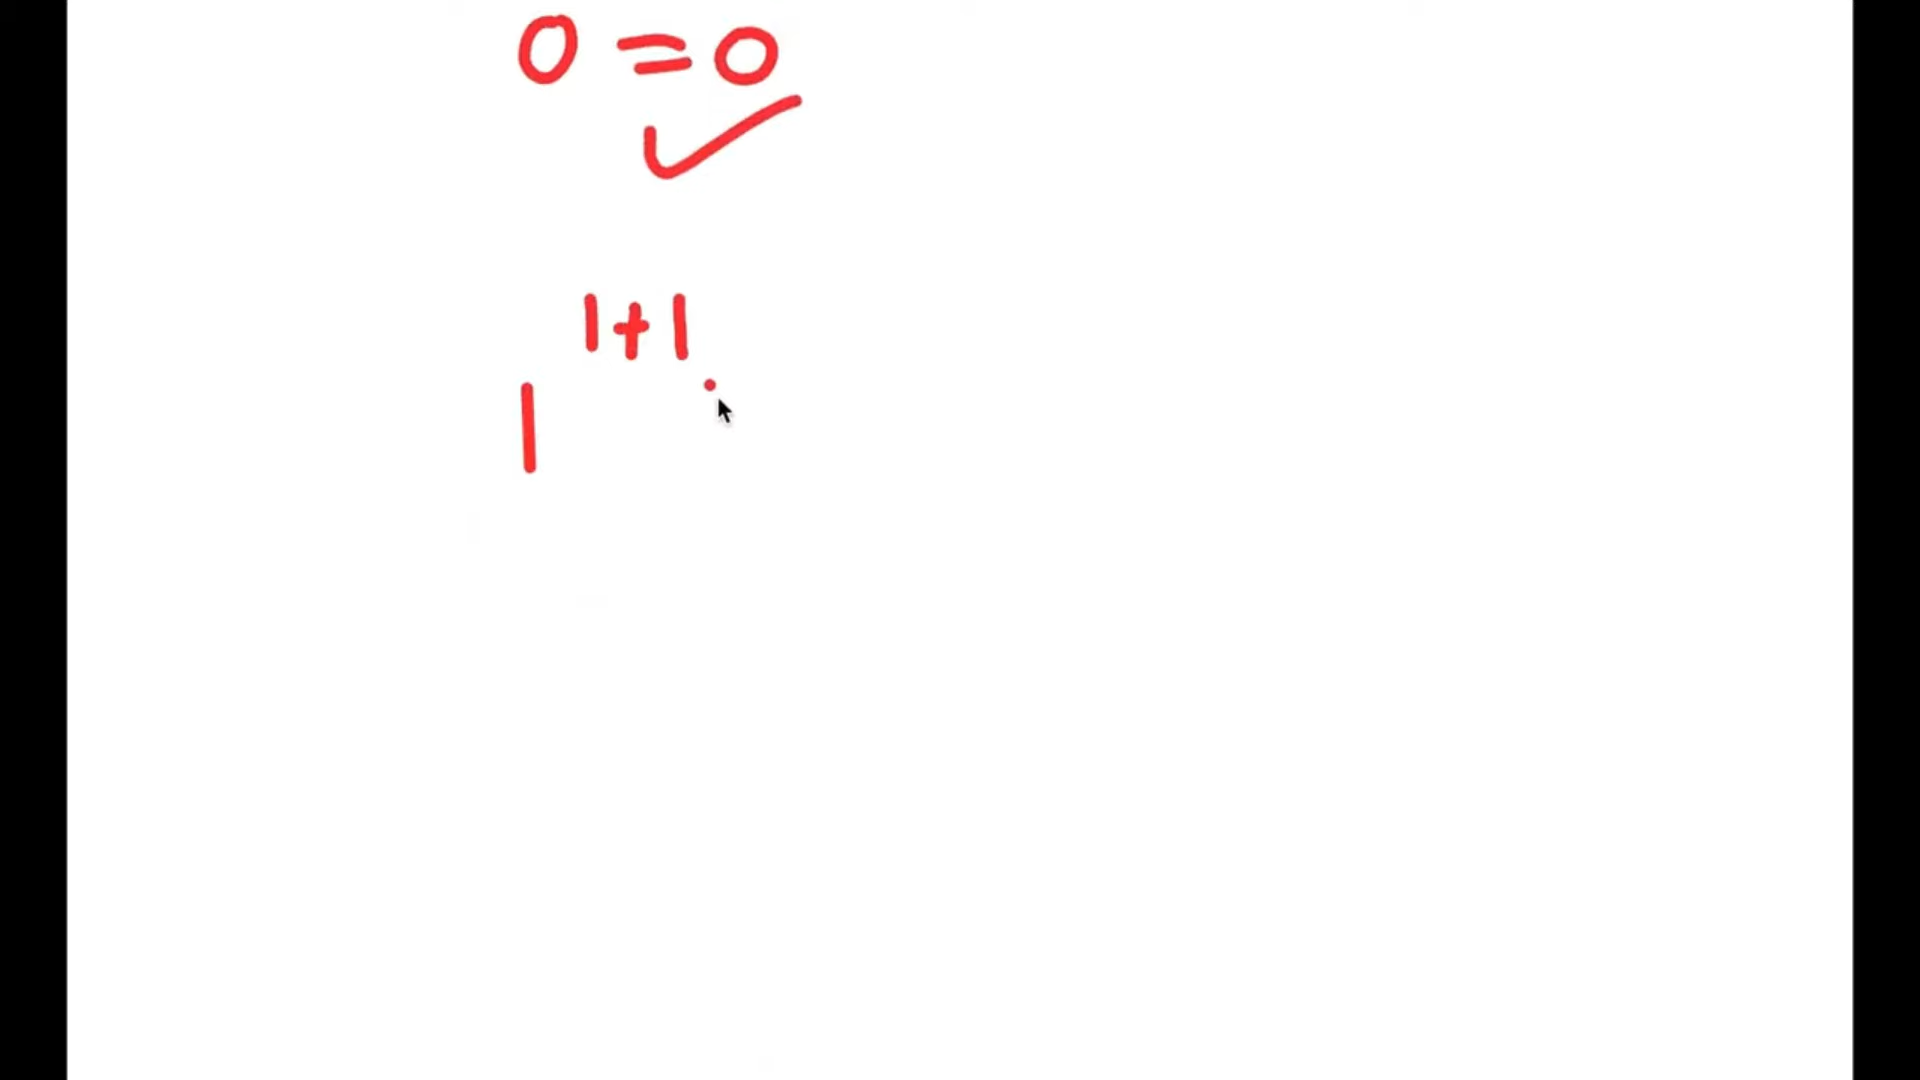 0 = 0
1 + 1
1